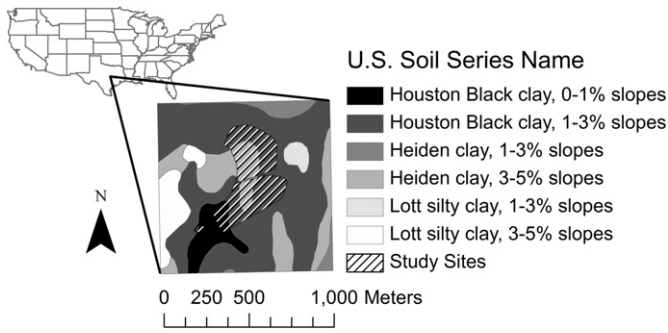 U.S. Soil Series Name
Houston Black clay, 0-1% slopes
Houston Black clay, 1-3% slopes
Heiden clay, 1-3% slopes
Heiden clay, 3-5% slopes
Lott silty clay, 1-3% slopes
Lott silty clay, 3-5% slopes
Study Sites
N
0 250 500 1,000 Meters